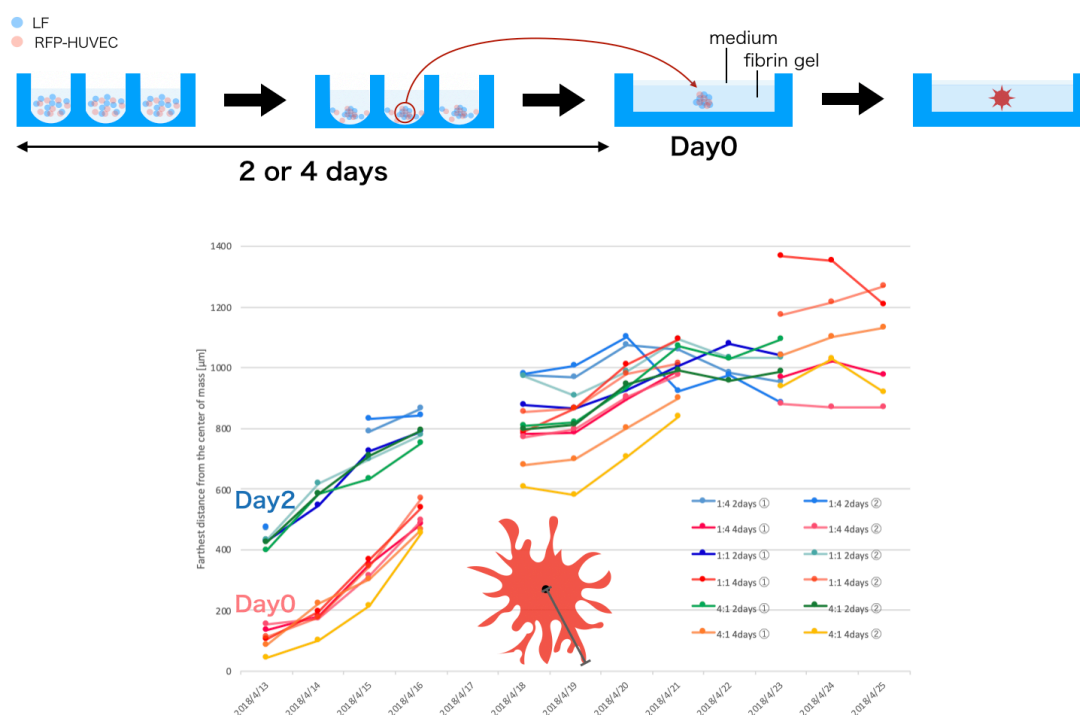 LF
RFP-HUVEC
medium
fibrin gel
Day0
2 or 4 days
Farthest distance from the center of mass [µm]
1400
1200
1000
800
600
400
200
0
Day2
Day0
1:4 2days ①
1:4 2days ②
1:4 4days ①
1:4 4days ②
1:1 2days ①
1:1 2days ②
1:1 4days ①
1:1 4days ②
4:1 2days ①
4:1 2days ②
4:1 4days ①
4:1 4days ②
2018/4/13
2018/4/14
2018/4/15
2018/4/16
2018/4/17
2018/4/18
2018/4/19
2018/4/20
2018/4/21
2018/4/22
2018/4/23
2018/4/24
2018/4/25